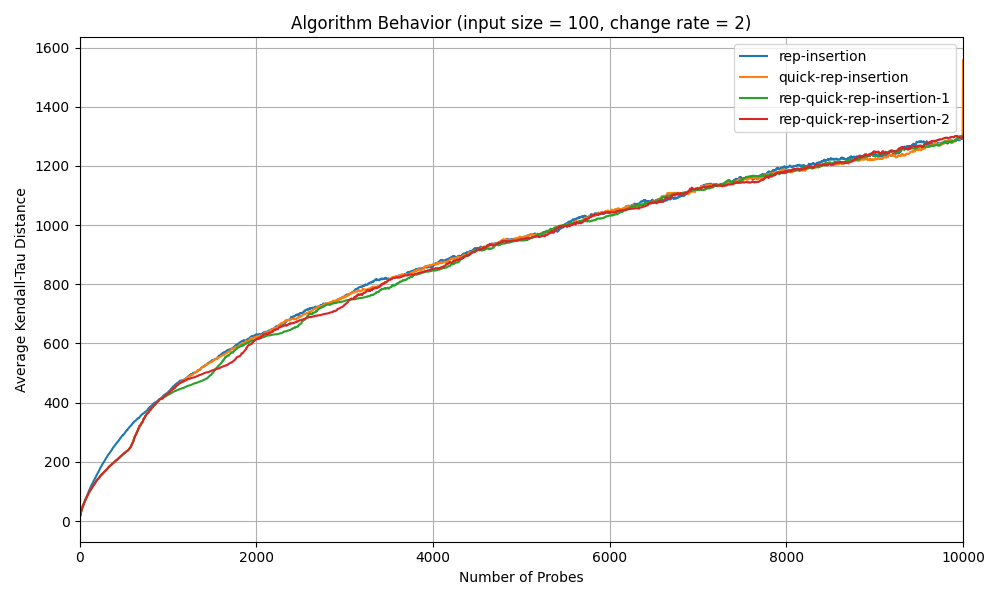 Algorithm Behavior (input size = 100, change rate = 2)
Average Kendall-Tau Distance
1600
1400
1200
1000
800
600
400
200
0
rep-insertion
quick-rep-insertion
rep-quick-rep-insertion-1
rep-quick-rep-insertion-2
0 2000 4000 6000 8000 10000
Number of Probes